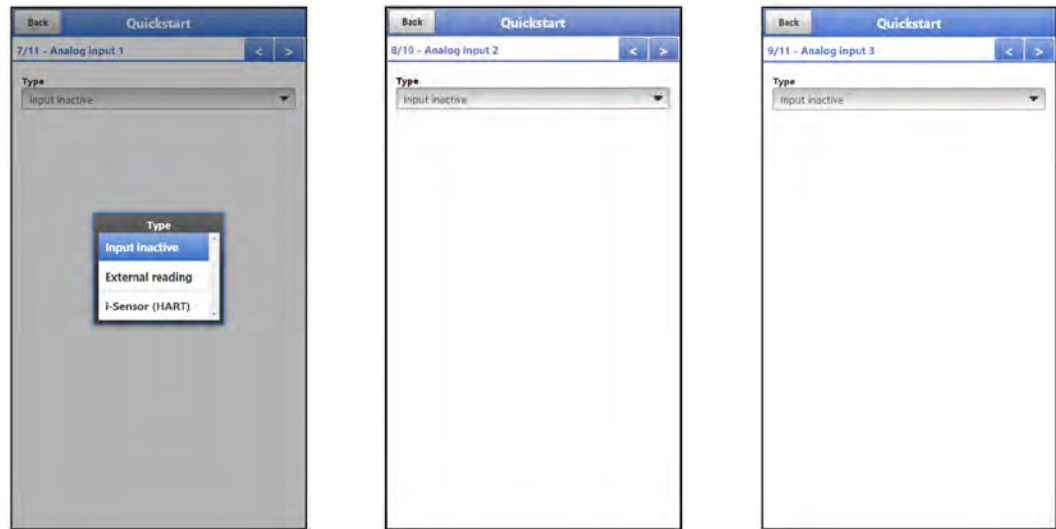 Back Quickstart
7/11 - Analog input 1 < >
Type
Input inactive
Type
Input inactive
External reading
i-Sensor (HART)
Back Quickstart
8/10 - Analog input 2 < >
Type
Input inactive
Back Quickstart
9/11 - Analog input 3 < >
Type
Input inactive